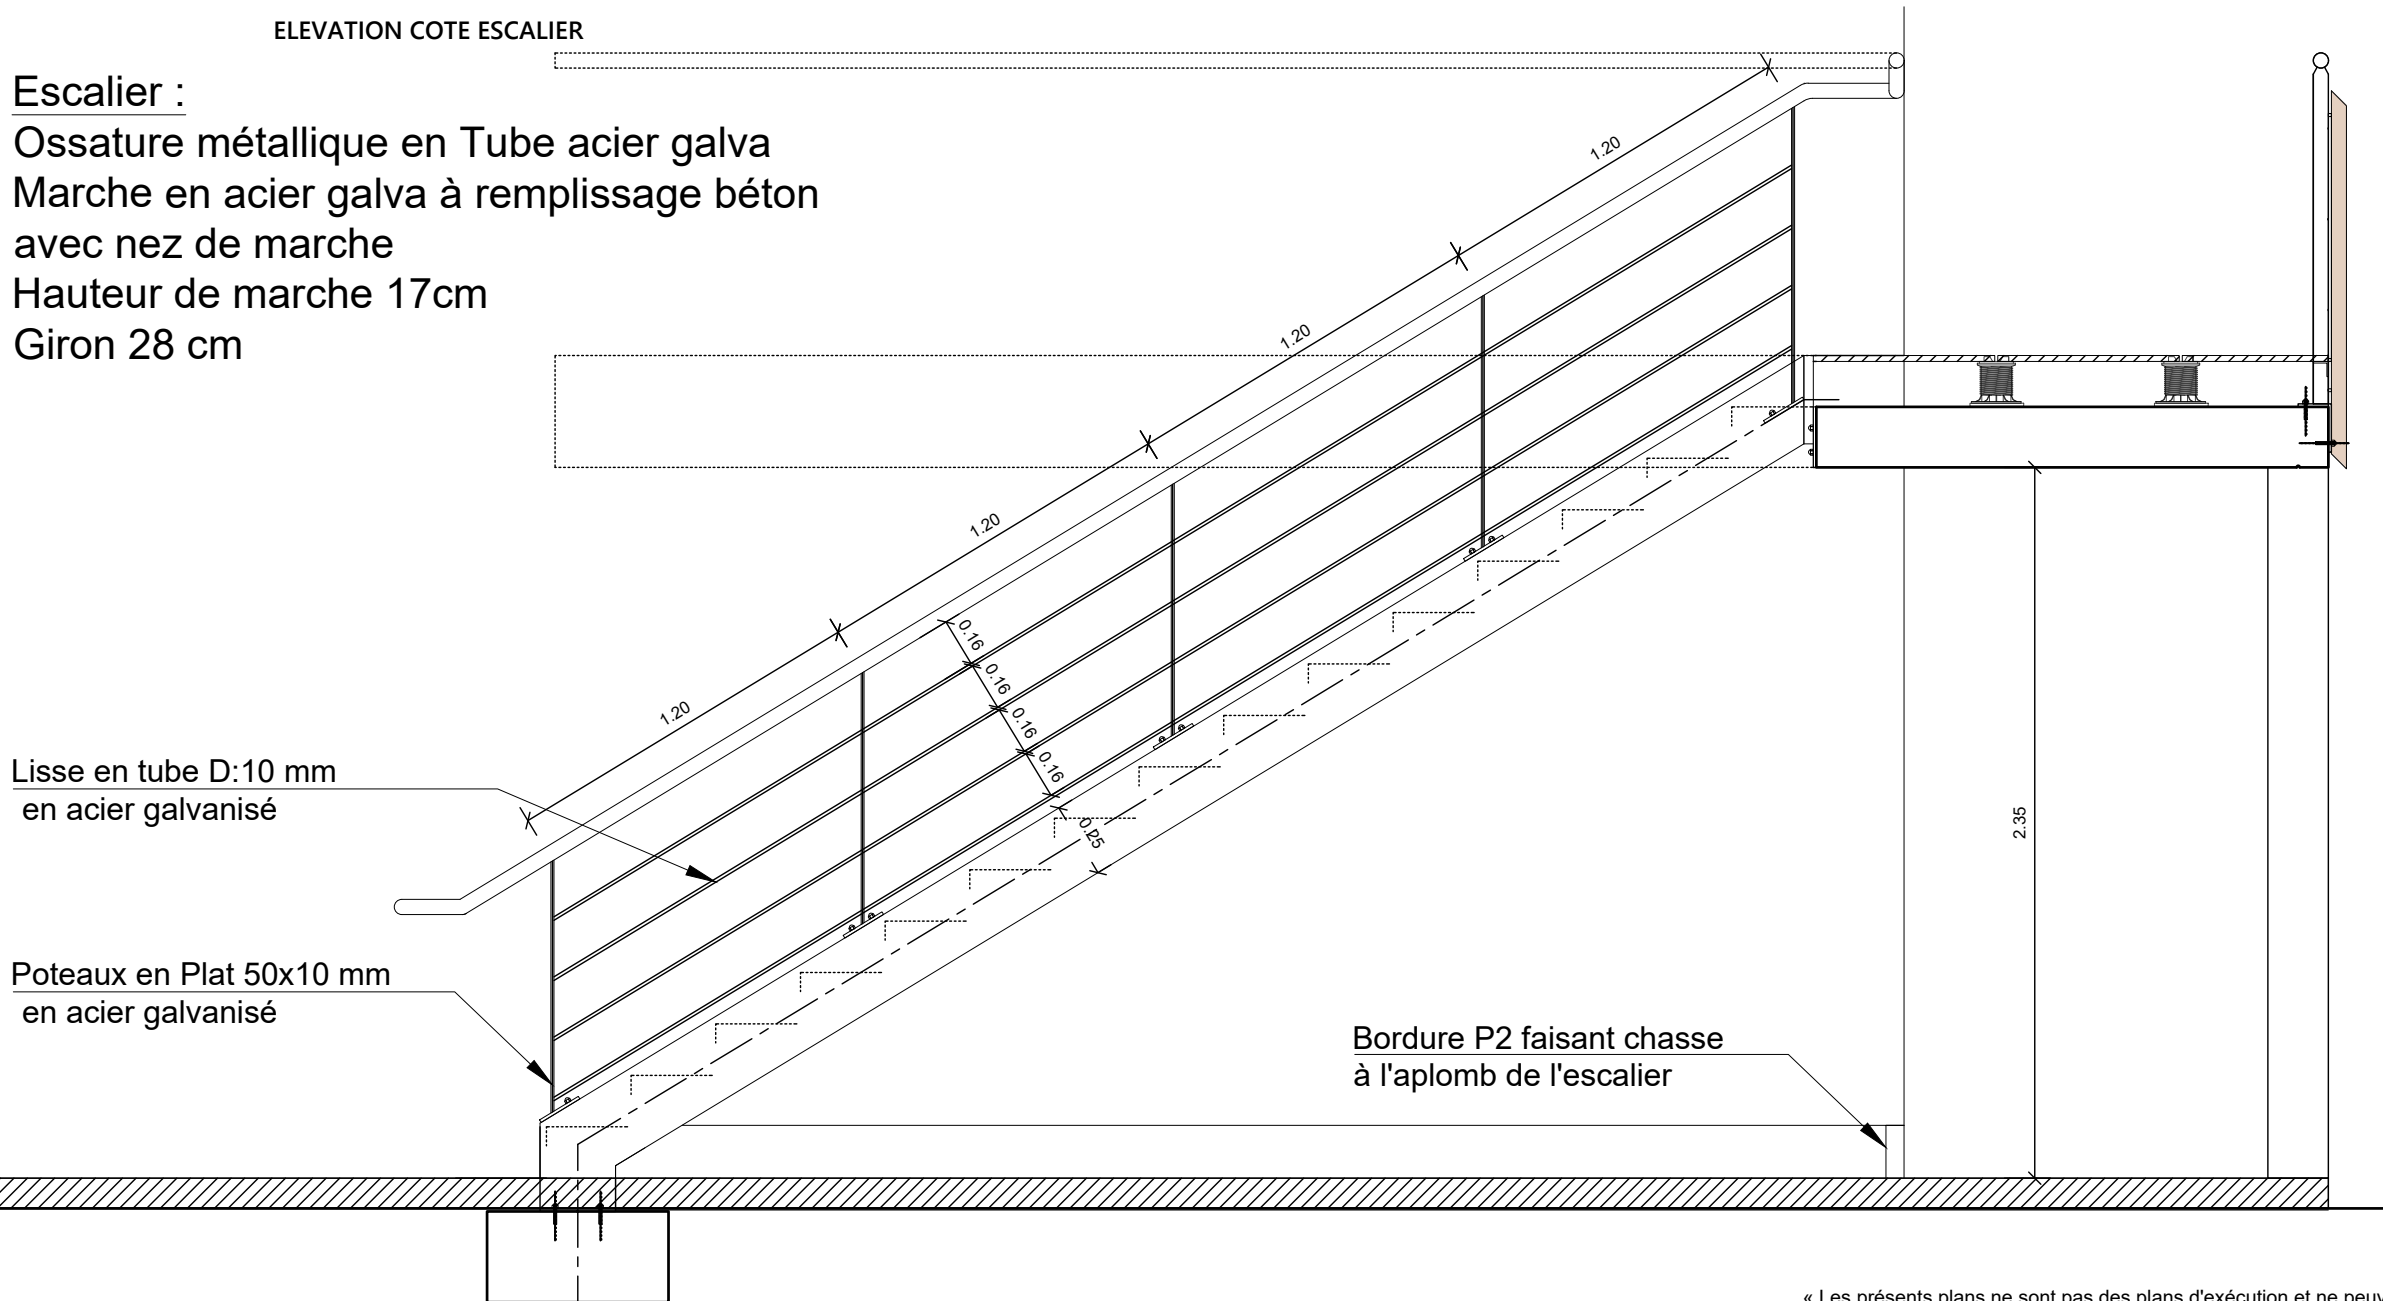 ELEVATION COTE ESCALIER
Escalier :
Ossature métallique en Tube acier galva
Marche en acier galva à remplissage béton
avec nez de marche
Hauteur de marche 17cm
Giron 28 cm
1.20
1.20
1.20
1.20
0.16
0.16
0.16
0.16
0.25
Lisse en tube D:10 mm
en acier galvanisé
2.35
Poteaux en Plat 50x10 mm
en acier galvanisé
Bordure P2 faisant chasse
à l'aplomb de l'escalier
« Les présents plans ne sont pas des plans d'exécution et ne